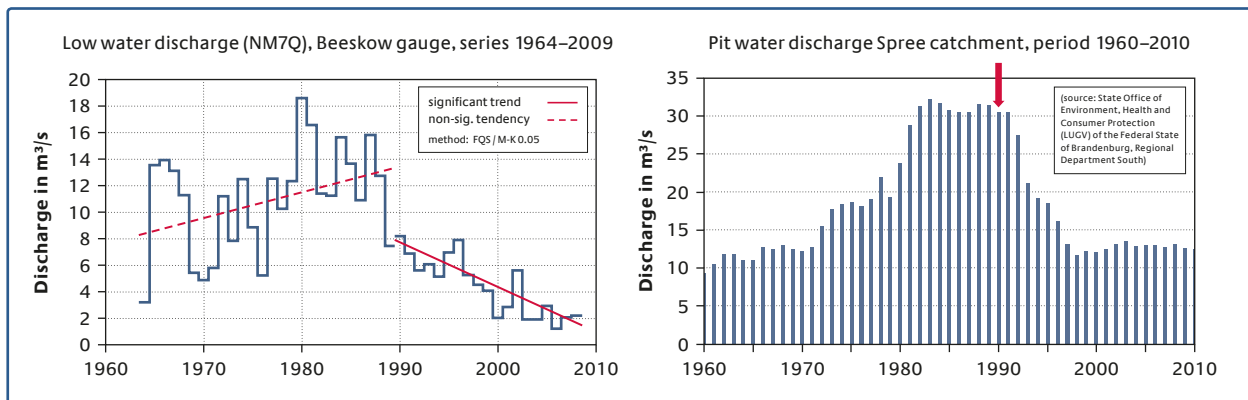 Low water discharge (NM7Q), Beeskow gauge, series 1964–2009
Discharge in m³/s
20
18
16
14
12
10
8
6
4
2
0
1960
1970
1980
1990
2000
2010
significant trend
non-sig. tendency
method: FQS / M-K 0.05
Pit water discharge Spree catchment, period 1960–2010
Discharge in m³/s
35
30
25
20
15
10
5
0
1960
1970
1980
1990
2000
2010
(source: State Office of
Environment, Health and
Consumer Protection
(LUGV) of the Federal State
of Brandenburg, Regional
Department South)